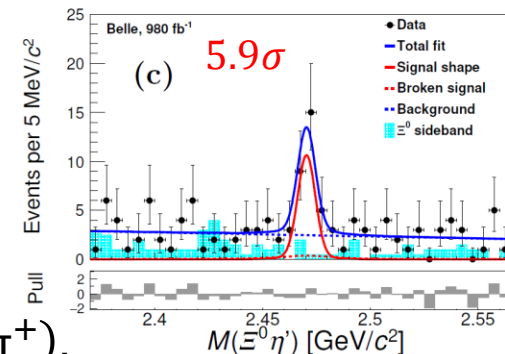 Belle, 980 fb⁻¹
5.9σ
(c)
Data
Total fit
Signal shape
Broken signal
Background
Ξ⁰ sideband
Events per 5 MeV/c²
25
20
15
10
5
0
Pull
2
0
−2
2.4
2.45
2.5
2.55
M(Ξ⁰η') [GeV/c²]
⁺).